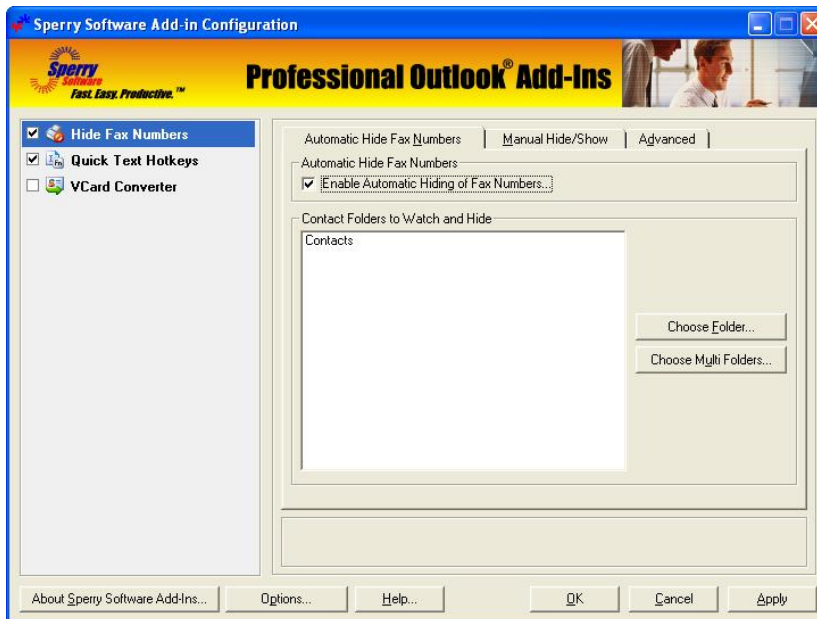 Sperry Software Add-in Configuration
Sperry
Software
Fast. Easy. Productive.™
Professional Outlook® Add-Ins
Hide Fax Numbers
Quick Text Hotkeys
VCard Converter
Automatic Hide Fax Numbers
Manual Hide/Show
Advanced
Automatic Hide Fax Numbers
Enable Automatic Hiding of Fax Numbers...
Contact Folders to Watch and Hide
Contacts
Choose Folder...
Choose Multi Folders...
About Sperry Software Add-Ins...
Options...
Help...
OK
Cancel
Apply